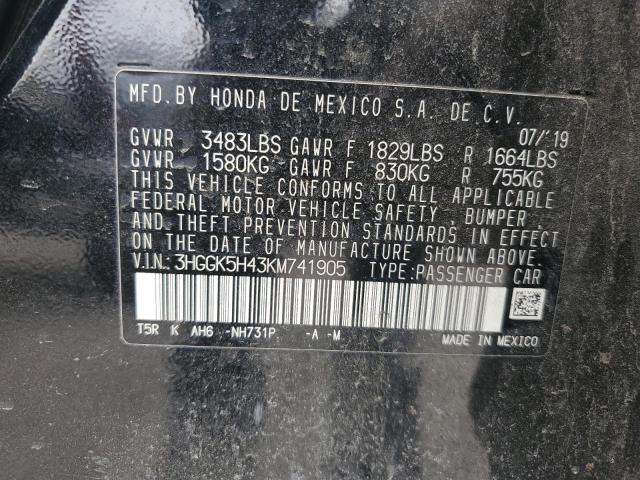 MFD. BY HONDA DE MEXICO S.A. DE C.V.
07/19
GVWR 3483LBS GAWR F 1829LBS R 1664LBS
GVWR 1580KG GAWR F 830KG R 755KG
THIS VEHICLE CONFORMS TO ALL APPLICABLE
FEDERAL MOTOR VEHICLE SAFETY, BUMPER,
AND THEFT PREVENTION STANDARDS IN EFFECT
ON THE DATE OF MANUFACTURE SHOWN ABOVE.
V.I.N.: 3HGGK5H43KM741905 TYPE: PASSENGER CAR
T5R K AH6 -NH731P -A -M MADE IN MEXICO